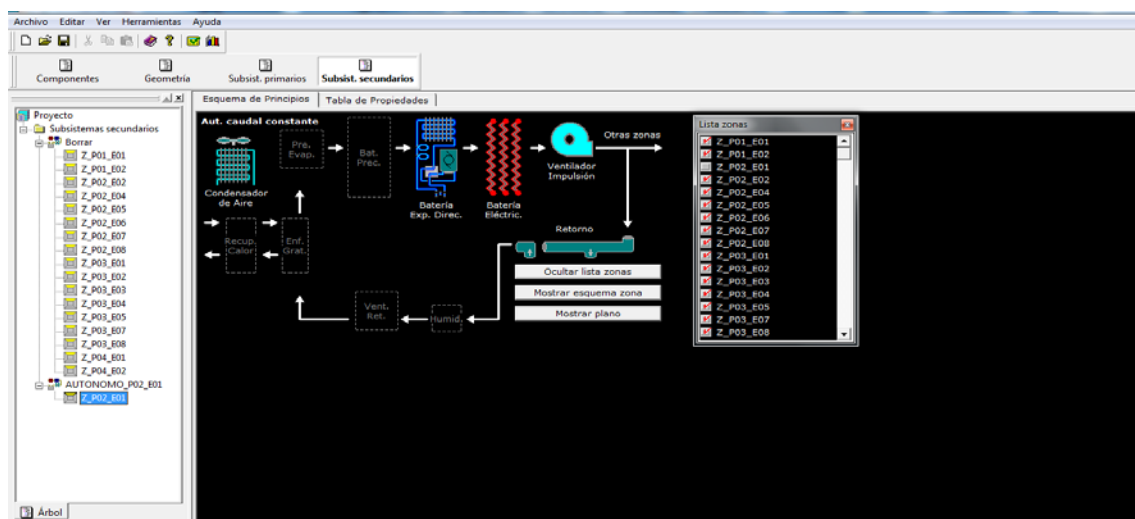 Archivo Editar Ver Herramientas Ayuda
Componentes Geometría Subsist. primarios Subsist. secundarios
Proyecto
Subsistemas secundarios
Borrar
Z_P01_E01
Z_P01_E02
Z_P02_E02
Z_P02_E04
Z_P02_E05
Z_P02_E06
Z_P02_E07
Z_P02_E08
Z_P03_E01
Z_P03_E02
Z_P03_E03
Z_P03_E04
Z_P03_E05
Z_P03_E07
Z_P03_E08
Z_P04_E01
Z_P04_E02
AUTONOMO_P02_E01
Z_P02_E01
Árbol
Esquema de Principios Tabla de Propiedades
Aut. caudal constante
Condensador
de Aire
Pre.
Evap.
Bat.
Prec.
Batería
Exp. Direc.
Batería
Eléctric.
Ventilador
Impulsión
Otras zonas
Recup.
Calor
Enf.
Grat.
Retorno
Ocultar lista zonas
Mostrar esquema zona
Mostrar plano
Vent.
Ret.
Humid.
Lista zonas
Z_P01_E01
Z_P01_E02
Z_P02_E01
Z_P02_E02
Z_P02_E04
Z_P02_E05
Z_P02_E06
Z_P02_E07
Z_P02_E08
Z_P03_E01
Z_P03_E02
Z_P03_E03
Z_P03_E04
Z_P03_E05
Z_P03_E07
Z_P03_E08